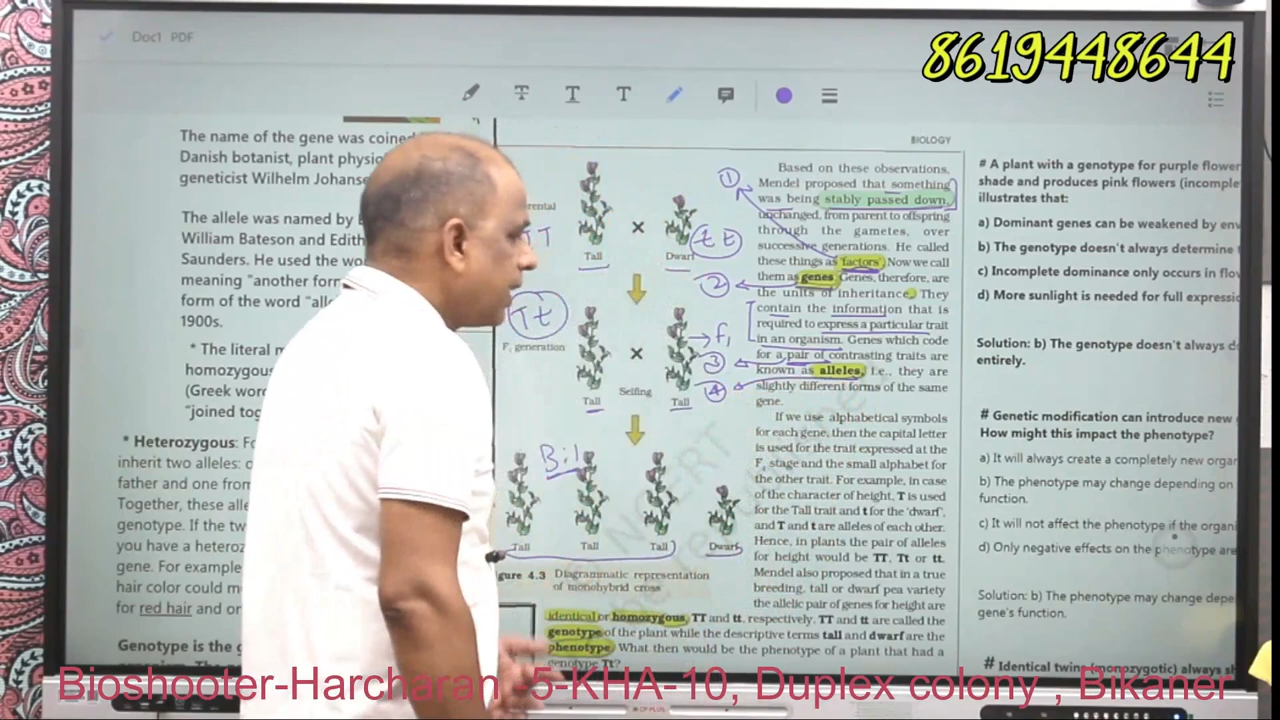 Doc1 PDF
8619448644
The name of the gene was coined
Danish botanist, plant
geneticist Wilhelm
The allele was named by
William Bateson and Edith
Saunders. He used the
meaning "another
form of the word
1900s.
* The literal
homozygous
(Greek
"joined
* Heterozygous:
inherit two alleles:
father and one from
Together, these
genotype. If the
you have a
gene. For example
hair color could
for red hair and
Genotype is the
TT
Tall
×
Dwarf
tt
Tt
F₁ generation
×
F₁
Selfing
Tall
Tall
3:1
Tall
Tall
Tall
Dwarf
4.3 Diagrammatic representation
of monohybrid cross
BIOLOGY
1
2
3
4
Based on these observations,
Mendel proposed that something
was being stably passed down,
unchanged, from parent to offspring
through the gametes, over
successive generations. He called
these things as 'factors'. Now we call
them as genes. Genes, therefore, are
the units of inheritance. They
contain the information that is
required to express a particular trait
in an organism. Genes which code
for a pair of contrasting traits are
known as alleles, i.e., they are
slightly different forms of the same
gene.
If we use alphabetical symbols
for each gene, then the capital letter
is used for the trait expressed at the
F₁ stage and the small alphabet for
the other trait. For example, in case
of the character of height, T is used
for the Tall trait and t for the 'dwarf',
and T and t are alleles of each other.
Hence, in plants the pair of alleles
for height would be TT, Tt or tt.
Mendel also proposed that in a true
breeding, tall or dwarf pea variety
the allelic pair of genes for height are
identical or homozygous, TT and tt, respectively. TT and tt are called the
genotype of the plant while the descriptive terms tall and dwarf are the
phenotype. What then would be the phenotype of a plant that had a
genotype Tt?
# A plant with a genotype for purple
shade and produces pink flowers
illustrates that:
a) Dominant genes can be weakened by
b) The genotype doesn't always determine
c) Incomplete dominance only occurs in
d) More sunlight is needed for full
Solution: b) The genotype doesn't always
entirely.
# Genetic modification can introduce new
How might this impact the phenotype?
a) It will always create a completely new
b) The phenotype may change depending on
function.
c) It will not affect the phenotype if the
d) Only negative effects on the phenotype are
Solution: b) The phenotype may change
gene's function.
# Identical twins (monozygotic) always
Bioshooter-Harcharan -5-KHA-10, Duplex colony , Bikaner
CP PLUS